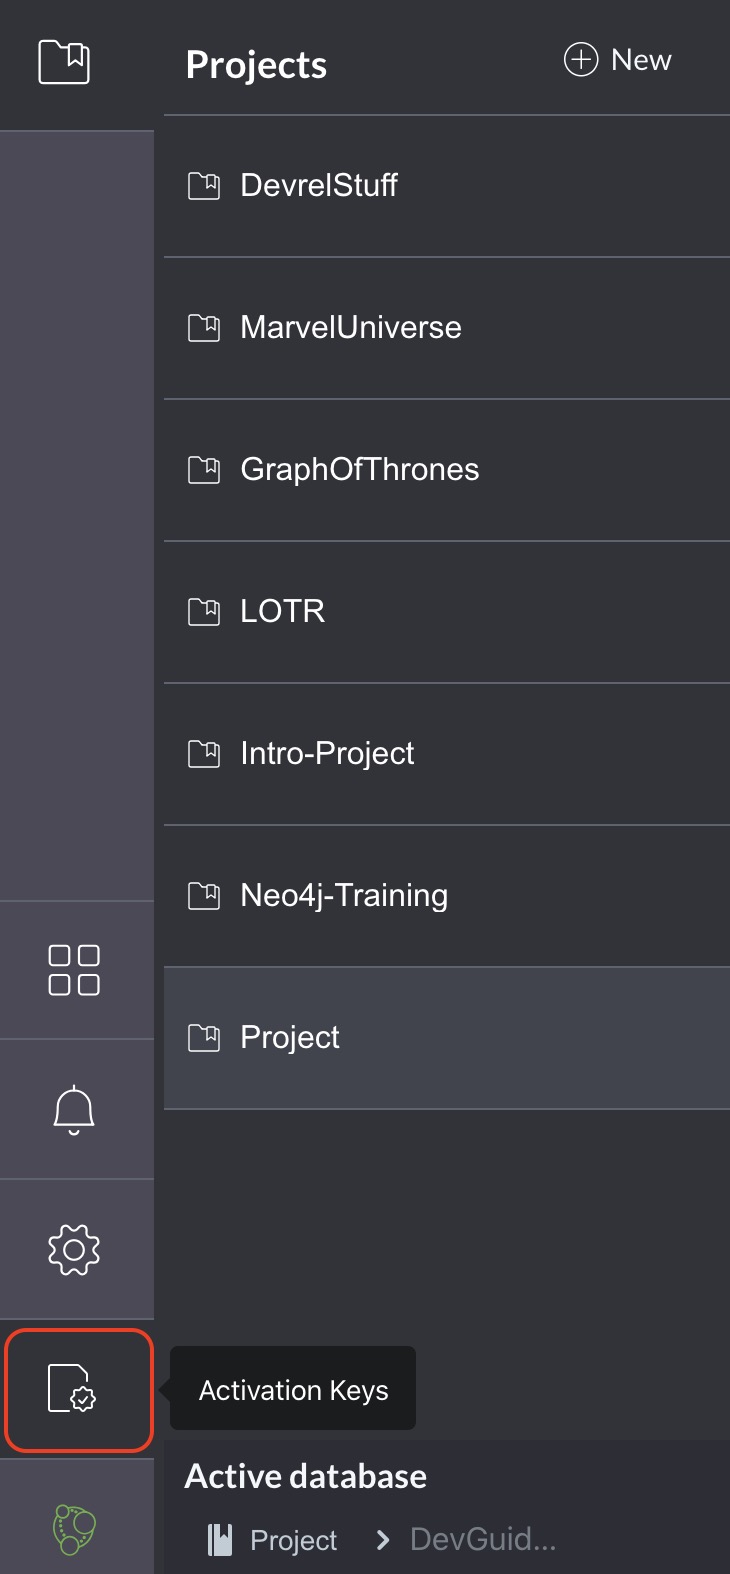 Projects
New
DevrelStuff
MarvelUniverse
GraphOfThrones
LOTR
Intro-Project
Neo4j-Training
Project
Activation Keys
Active database
Project > DevGuid...